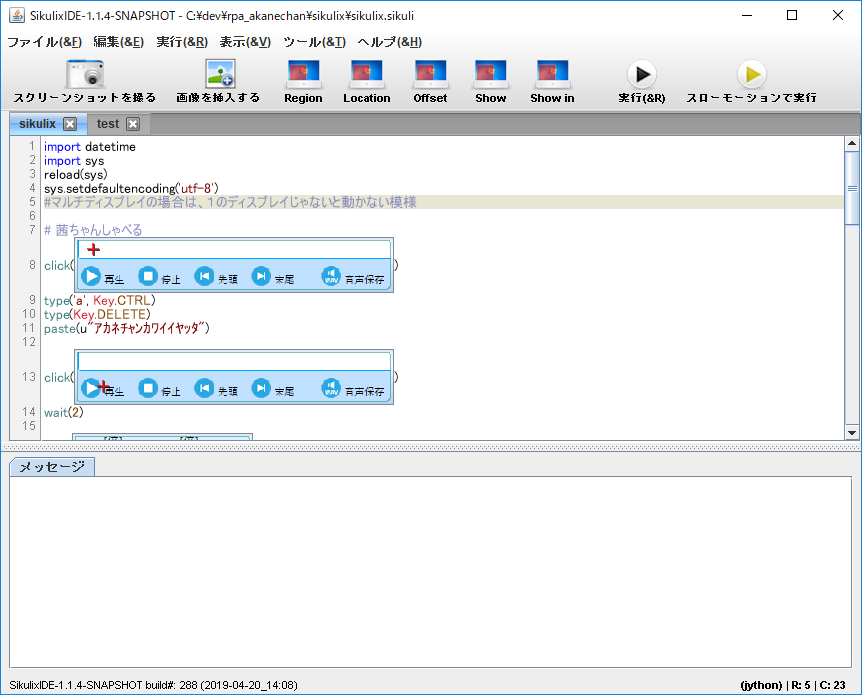 SikulixIDE-1.1.4-SNAPSHOT - C:¥dev¥rpa_akanechan¥sikulix¥sikulix.sikuli
ファイル(&F) 編集(&E) 実行(&R) 表示(&V) ツール(&T) ヘルプ(&H)
スクリーンショットを撮る 画像を挿入する Region Location Offset Show Show in 実行(&R) スローモーションで実行
sikulix test
1 import datetime
2 import sys
3 reload(sys)
4 sys.setdefaultencoding('utf-8')
5 #マルチディスプレイの場合は、１のディスプレイじゃないと動かない模様
6
7 # 茜ちゃんしゃべる
8 click( 再生 停止 先頭 末尾 WAV 音声保存 )
9 type('a', Key.CTRL)
10 type(Key.DELETE)
11 paste(u"アカネチャンカワイイヤッタ")
12
13 click( 再生 停止 先頭 末尾 WAV 音声保存 )
14 wait(2)
15
メッセージ
SikulixIDE-1.1.4-SNAPSHOT build#: 288 (2019-04-20_14:08) (jython) | R: 5 | C: 23